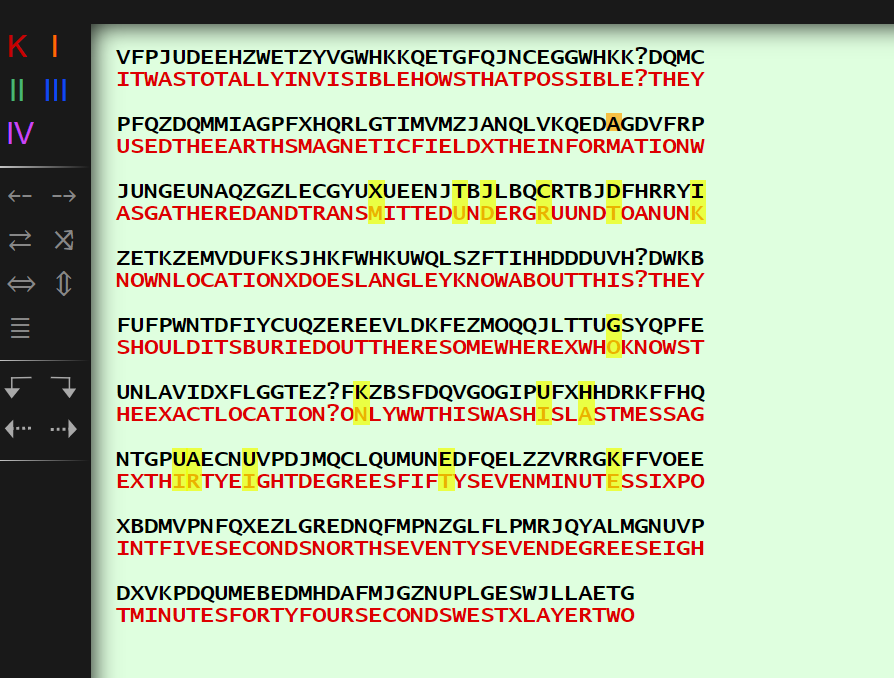 K I
II III
IV
VFPJUDEEHZWETZYVGWHKKQETGFQJNCEGGWHKK?DQMC
ITWASTOTALLYINVISIBLEHOWSTHATPOSSIBLE?THEY
PFQZDQMMIAGPFXHQRLGTIMVMZJANQLVKQEDAGDVFRP
USEDTHEEARTHSMAGNETICFIELDXTHEINFORMATIONW
JUNGEUNAQZGZLECGYUXUEENJTBJLBQCRTBJDFHRRYI
ASGATHEREDANDTRANSMITTEDUNDERGRUUNDTOANUNK
ZETKZEMVDUFKSJHKFWHKUWQLSZFTIHHDDDUVH?DWKB
NOWNLOCATIONXDOESLANGLEYKNOWABOUTTHIS?THEY
FUFPWNTDFIYCUQZEREEVLDKFEZMOQQJLTTUGSYQPFE
SHOULDITSBURIEDOUTTHERESOMEWHEREXWHOKNOWST
UNLAVIDXFLGGTEZ?FKZBSFDQVGOGIPUFXHHDRKFFHQ
HEEXACTLOCATION?ONLYWWTHISWASHISLASTMESSAG
NTGPUAECNUVPDJMQCLQUMUNEDFQELZZVRRGKFFVOEE
EXTHIRTYEIGHTDEGREESFIFTYSEVENMINUTESSIXPO
XBDMVPNFQXEZLGREDNQFMPNZGLFLPMRJQYALMGNUVP
INTFIVESECONDSNORTHSEVENTYSEVENDEGREESEIGH
DXVKPDQUMEBEDMHDAFMJGZNUPLGESWJLLAETG
TMINUTESFORTYFOURSECONDSWESTXLAYERTWO